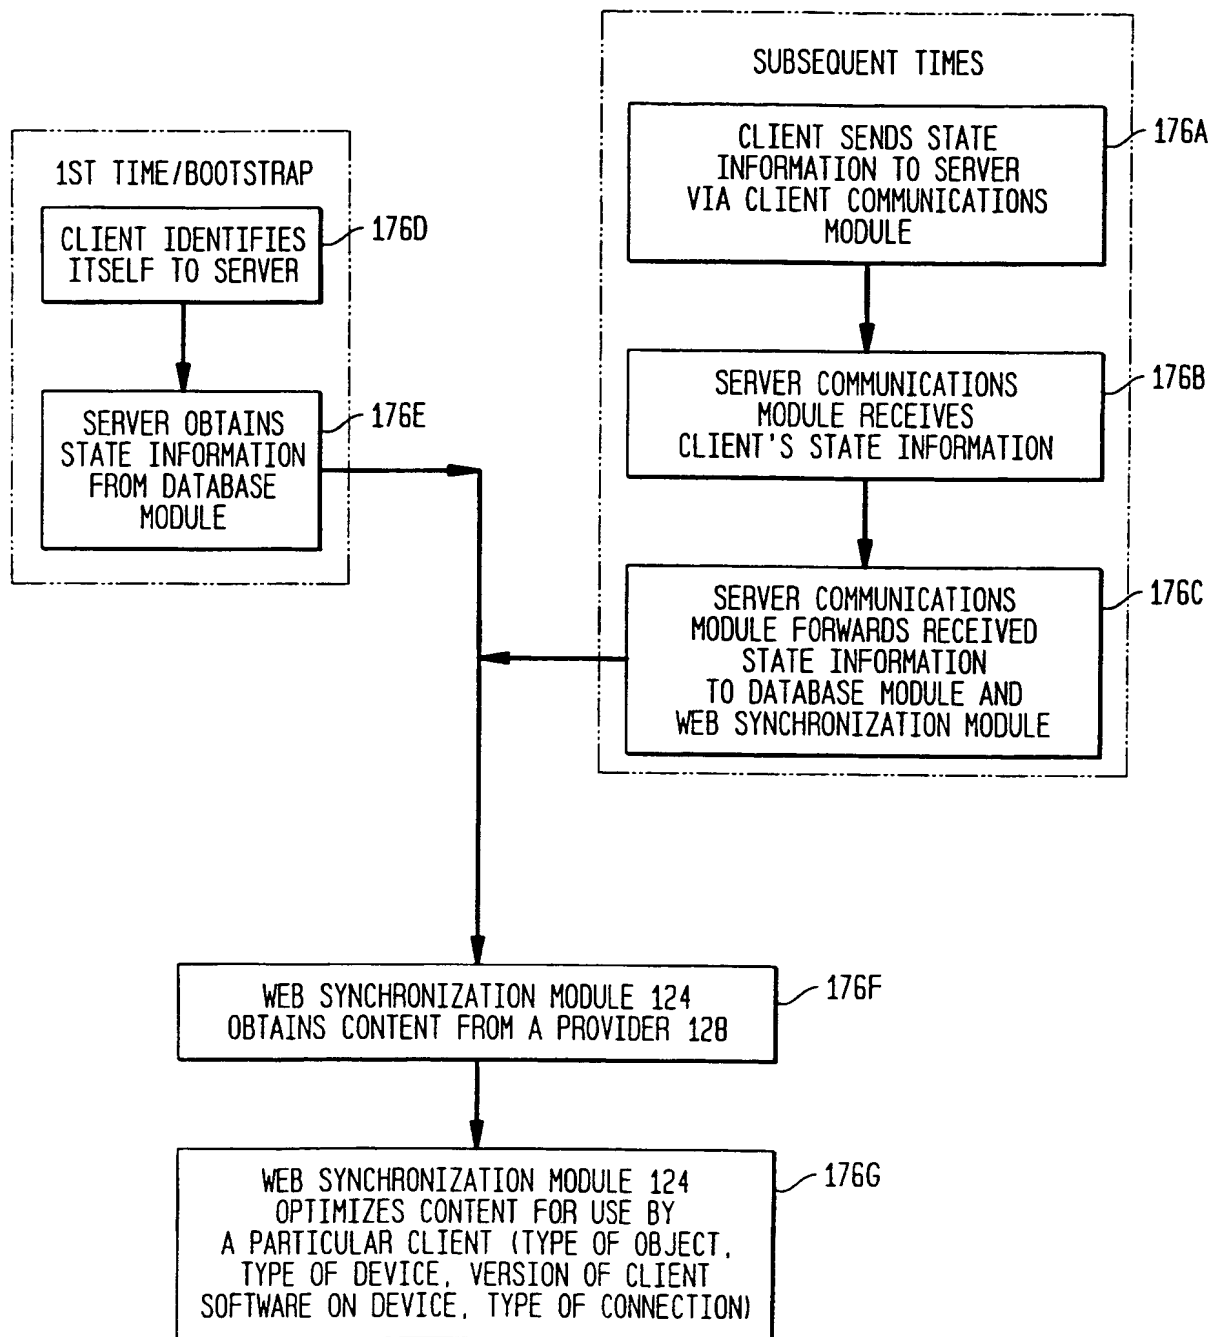 SUBSEQUENT TIMES
CLIENT SENDS STATE
INFORMATION TO SERVER
VIA CLIENT COMMUNICATIONS
MODULE
176A
1ST TIME/BOOTSTRAP
CLIENT IDENTIFIES
ITSELF TO SERVER
176D
SERVER OBTAINS
STATE INFORMATION
FROM DATABASE
MODULE
176E
SERVER COMMUNICATIONS
MODULE RECEIVES
CLIENT'S STATE INFORMATION
176B
SERVER COMMUNICATIONS
MODULE FORWARDS RECEIVED
STATE INFORMATION
TO DATABASE MODULE AND
WEB SYNCHRONIZATION MODULE
176C
WEB SYNCHRONIZATION MODULE 124
OBTAINS CONTENT FROM A PROVIDER 128
176F
WEB SYNCHRONIZATION MODULE 124
OPTIMIZES CONTENT FOR USE BY
A PARTICULAR CLIENT (TYPE OF OBJECT,
TYPE OF DEVICE, VERSION OF CLIENT
SOFTWARE ON DEVICE, TYPE OF CONNECTION)
176G